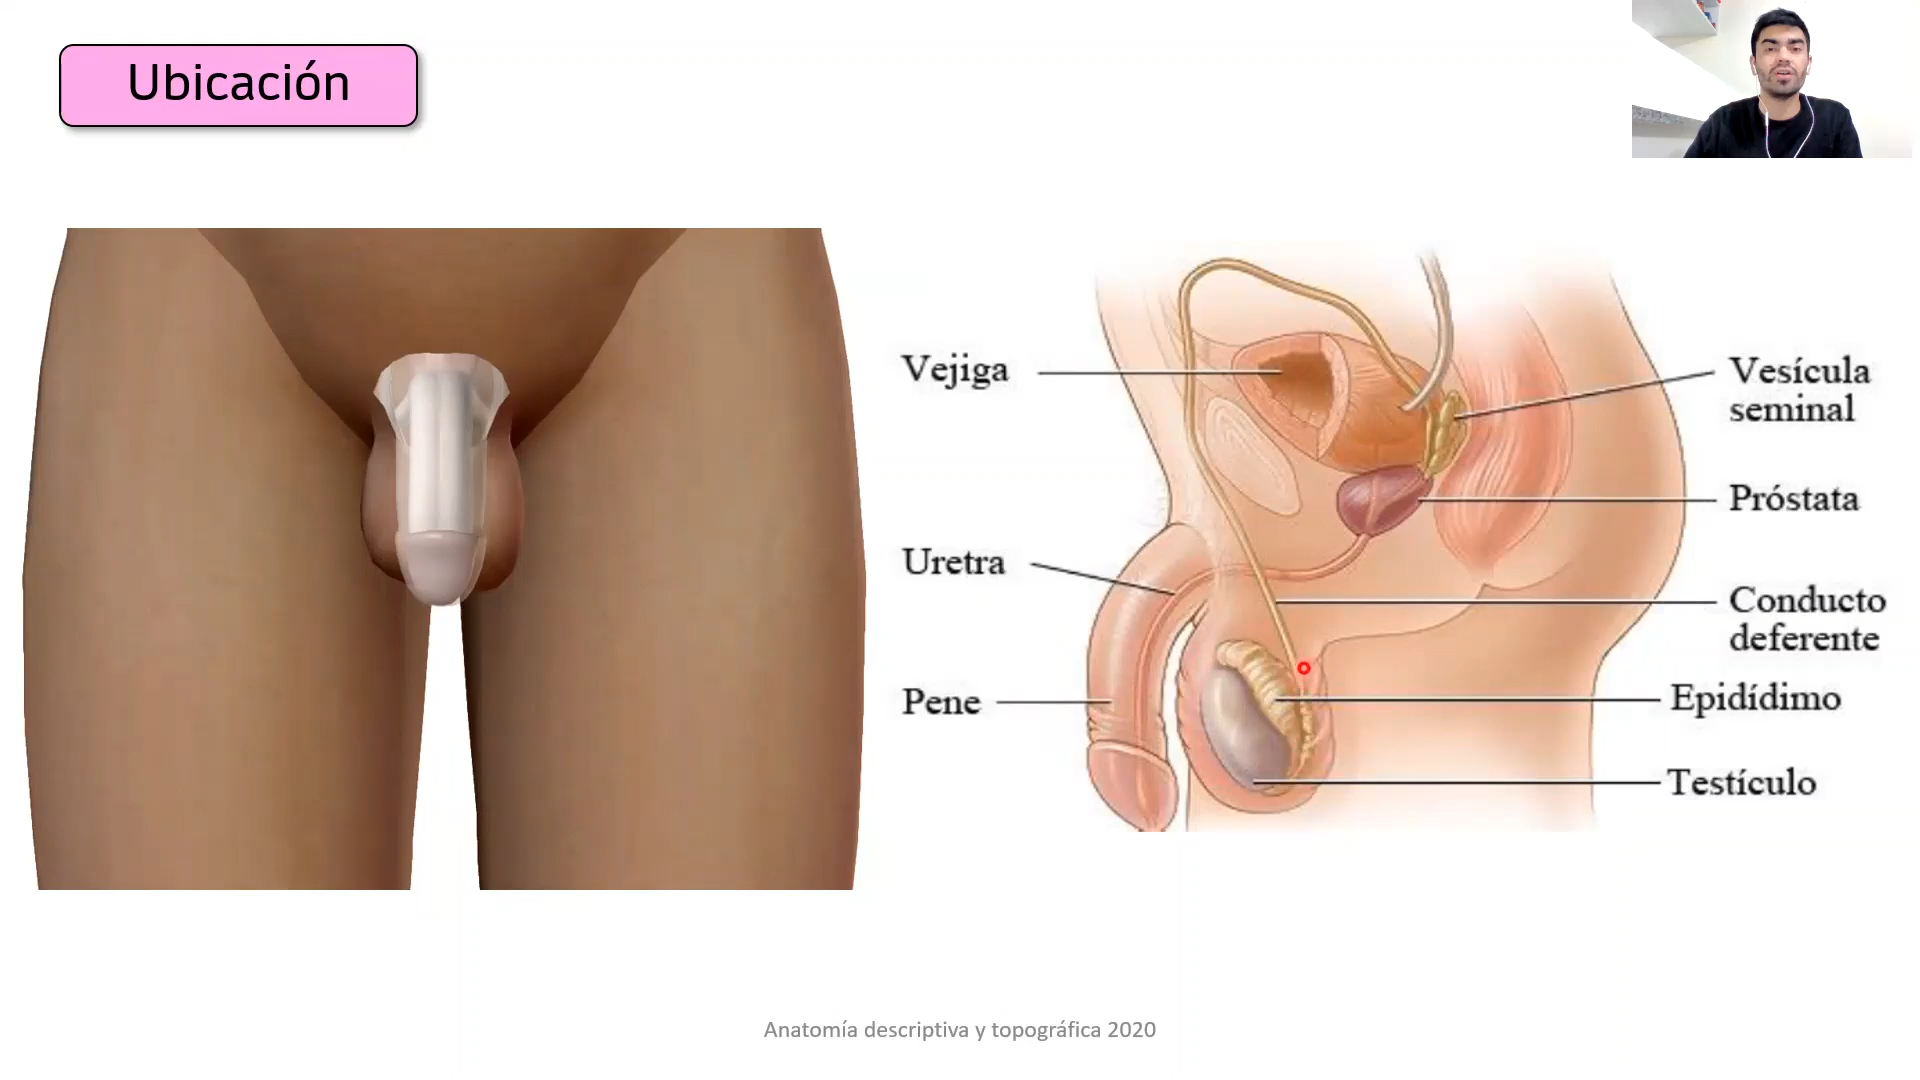 Ubicación
Vejiga
Uretra
Pene
Vesícula
seminal
Próstata
Conducto
deferente
Epidídimo
Testículo
Anatomía descriptiva y topográfica 2020